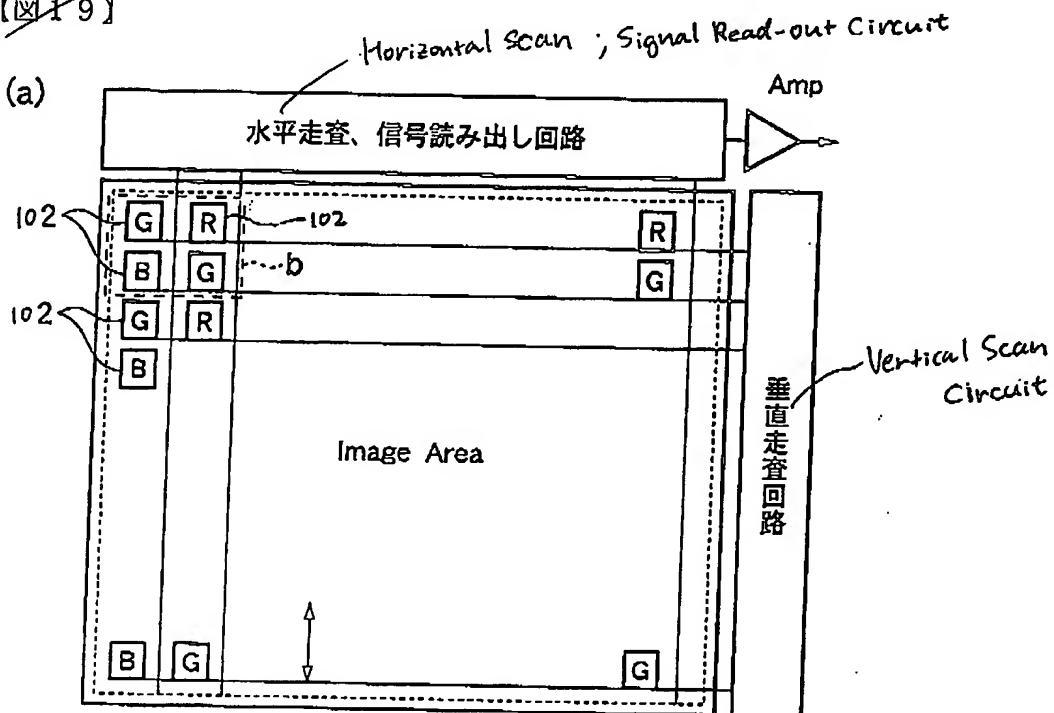 【図19】
Horizontal Scan ; Signal Read-out Circuit
(a)
Amp
水平走査、信号読み出し回路
102
G R 102 R
B G b G
102
G R
B
Vertical Scan
Circuit
垂直走査回路
Image Area
B G G